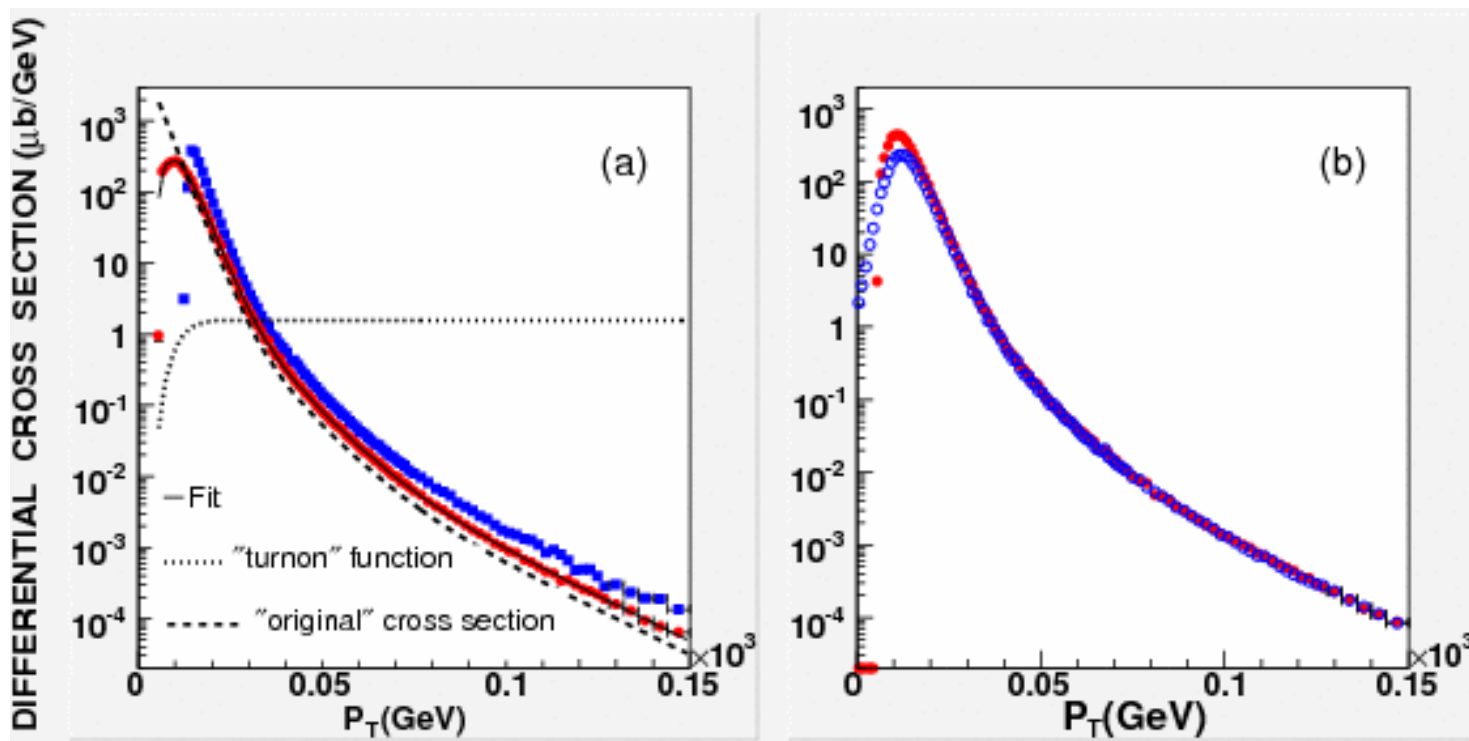 DIFFERENTIAL CROSS SECTION (μb/GeV)
(a)
10³
10²
10
1
10⁻¹
10⁻²
10⁻³
10⁻⁴
Fit
"turnon" function
"original" cross section
0 0.05 0.1 0.15
×10³
P_T(GeV)
(b)
10³
10²
10
1
10⁻¹
10⁻²
10⁻³
10⁻⁴
0 0.05 0.1 0.15
×10³
P_T(GeV)